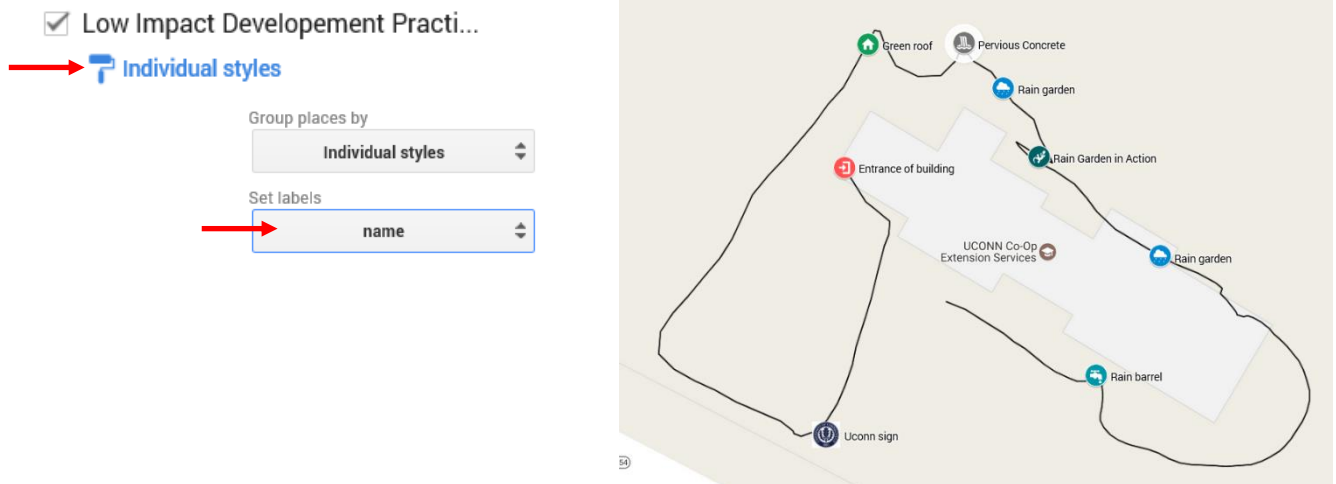 Low Impact Developement Practi...
Individual styles
Group places by
Individual styles
Set labels
name
Green roof
Pervious Concrete
Rain garden
Rain Garden in Action
Entrance of building
UCONN Co-Op
Extension Services
Rain garden
Rain barrel
Uconn sign
54